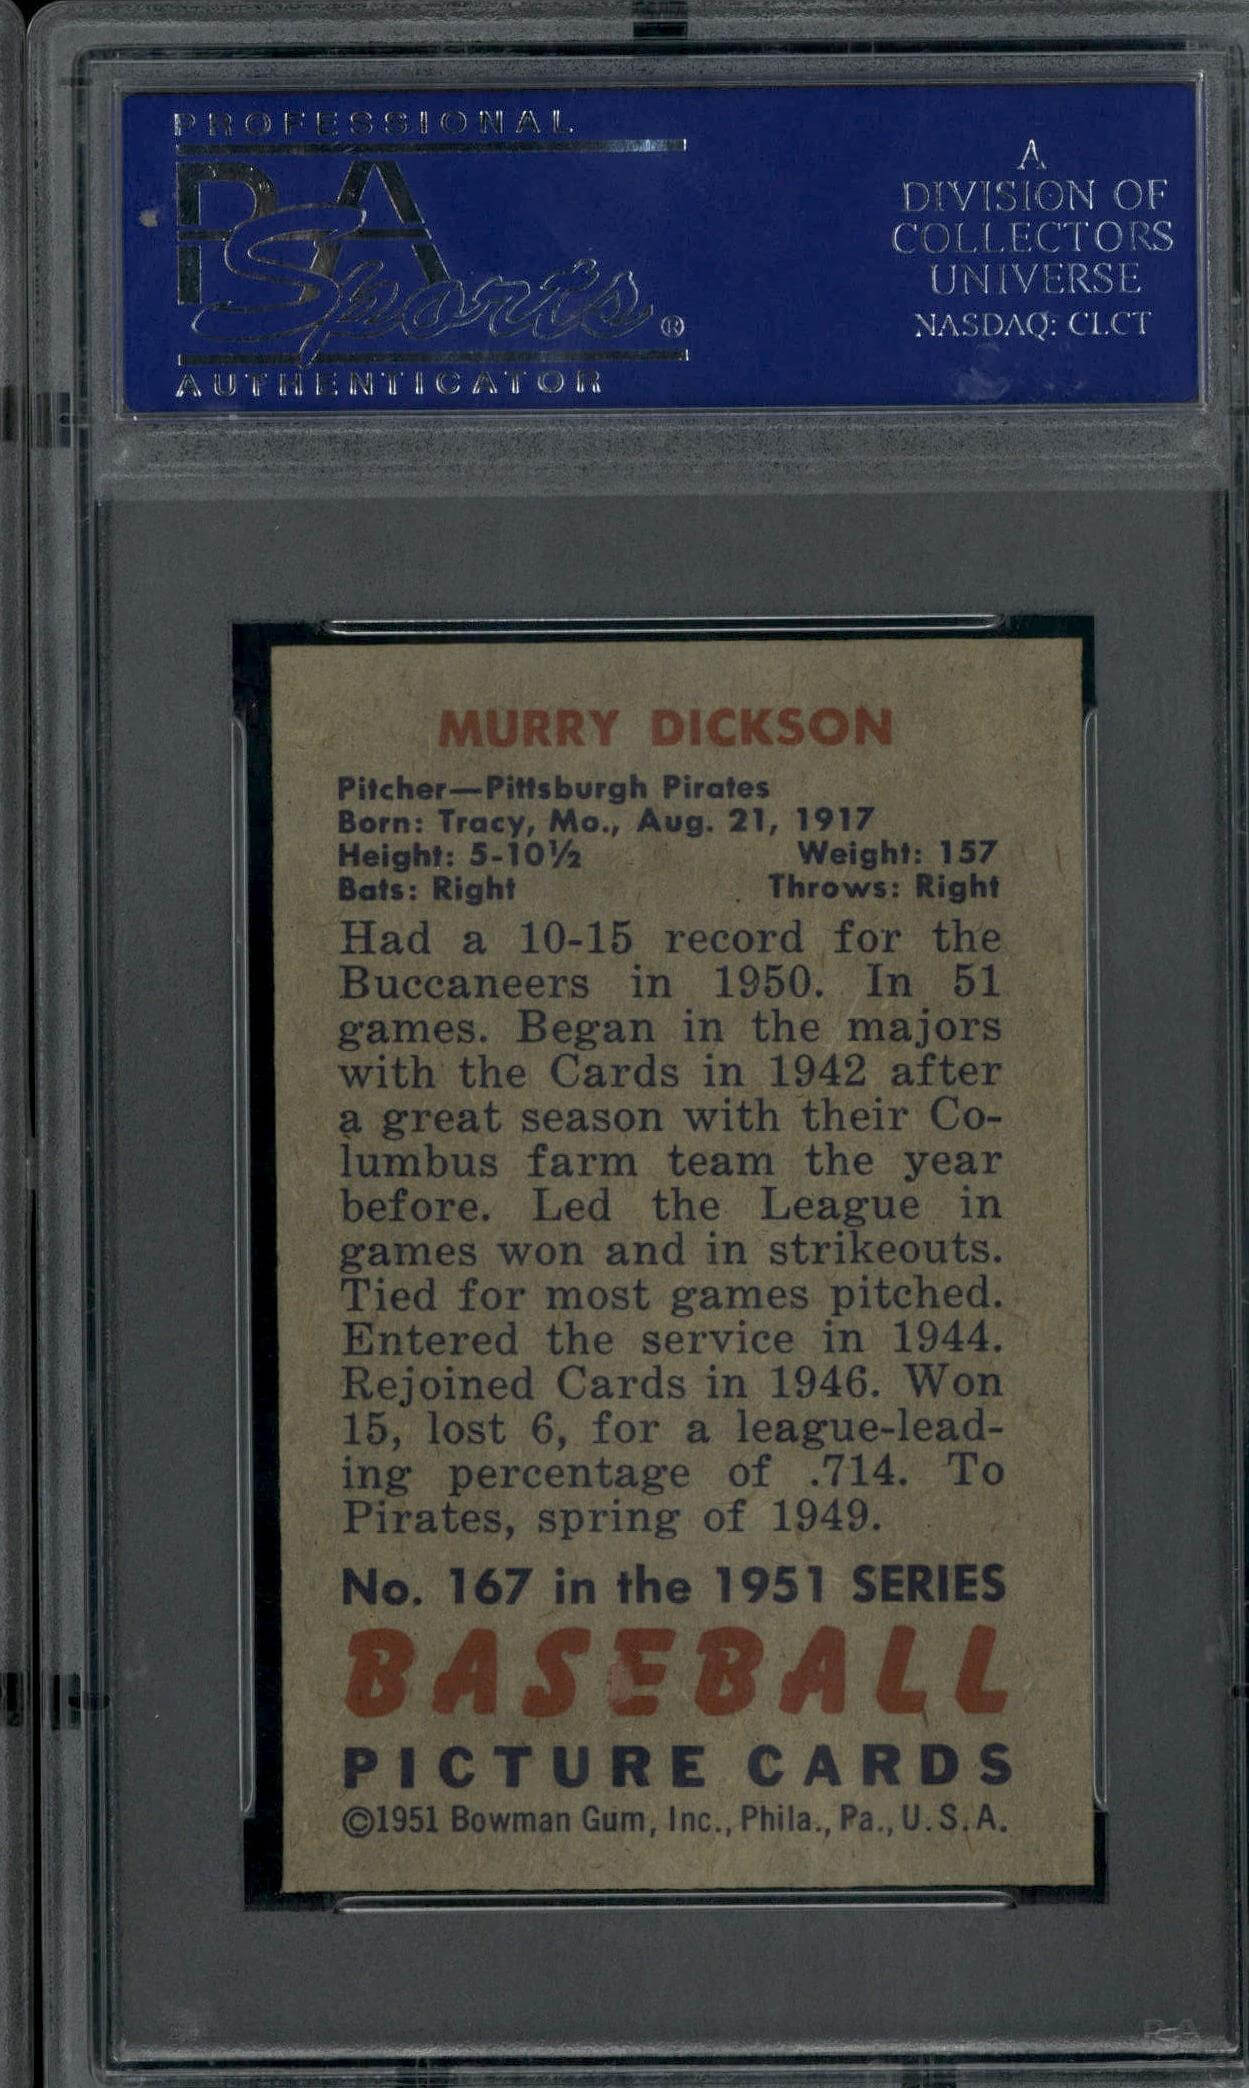 PROFESSIONAL
PSA
Sports®
AUTHENTICATOR
A
DIVISION OF
COLLECTORS
UNIVERSE
NASDAQ: CLCT
MURRY DICKSON
Pitcher—Pittsburgh Pirates
Born: Tracy, Mo., Aug. 21, 1917
Height: 5-10½ Weight: 157
Bats: Right Throws: Right
Had a 10-15 record for the
Buccaneers in 1950. In 51
games. Began in the majors
with the Cards in 1942 after
a great season with their Co-
lumbus farm team the year
before. Led the League in
games won and in strikeouts.
Tied for most games pitched.
Entered the service in 1944.
Rejoined Cards in 1946. Won
15, lost 6, for a league-lead-
ing percentage of .714. To
Pirates, spring of 1949.
No. 167 in the 1951 SERIES
BASEBALL
PICTURE CARDS
©1951 Bowman Gum, Inc., Phila., Pa., U.S.A.
PSA